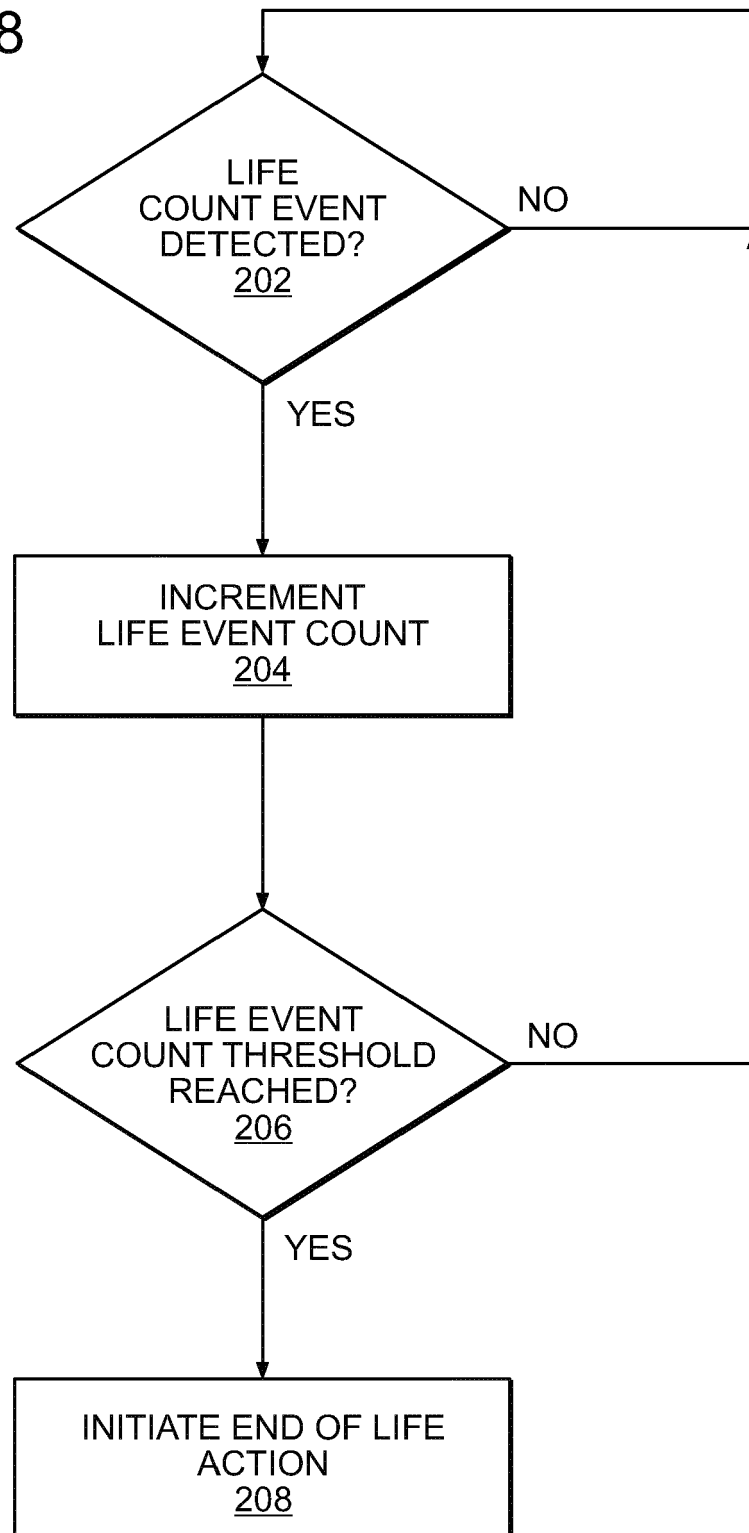 8
LIFE
COUNT EVENT
DETECTED?
202
NO
YES
INCREMENT
LIFE EVENT COUNT
204
LIFE EVENT
COUNT THRESHOLD
REACHED?
206
NO
YES
INITIATE END OF LIFE
ACTION
208